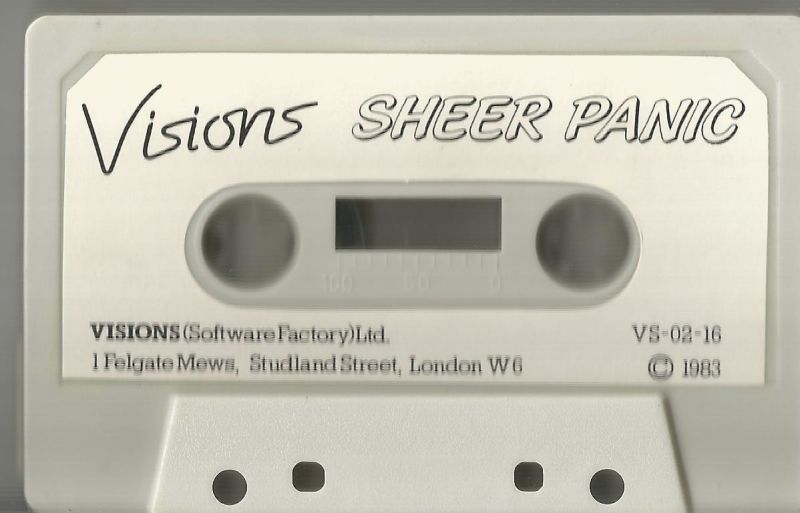 Visions SHEER PANIC
100 50 0
VISIONS (Software Factory) Ltd. VS-02-16
1 Felgate Mews, Studland Street, London W6 © 1983